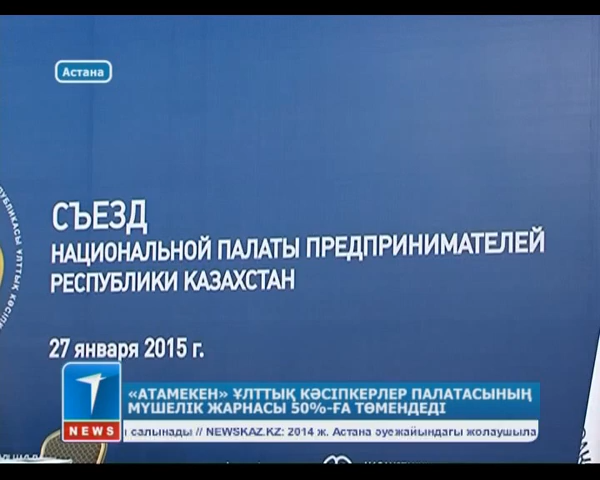 Астана
СЪЕЗД
НАЦИОНАЛЬНОЙ ПАЛАТЫ ПРЕДПРИНИМАТЕЛЕЙ
РЕСПУБЛИКИ КАЗАХСТАН
27 января 2015 г.
«АТАМЕКЕН» ҰЛТТЫҚ КӘСІПКЕРЛЕР ПАЛАТАСЫНЫҢ
МҮШЕЛІК ЖАРНАСЫ 50%-ҒА ТӨМЕНДЕДІ
NEWS
салынады // NEWSKAZ.KZ: 2014 ж. Астана әуежайындағы жолаушыла